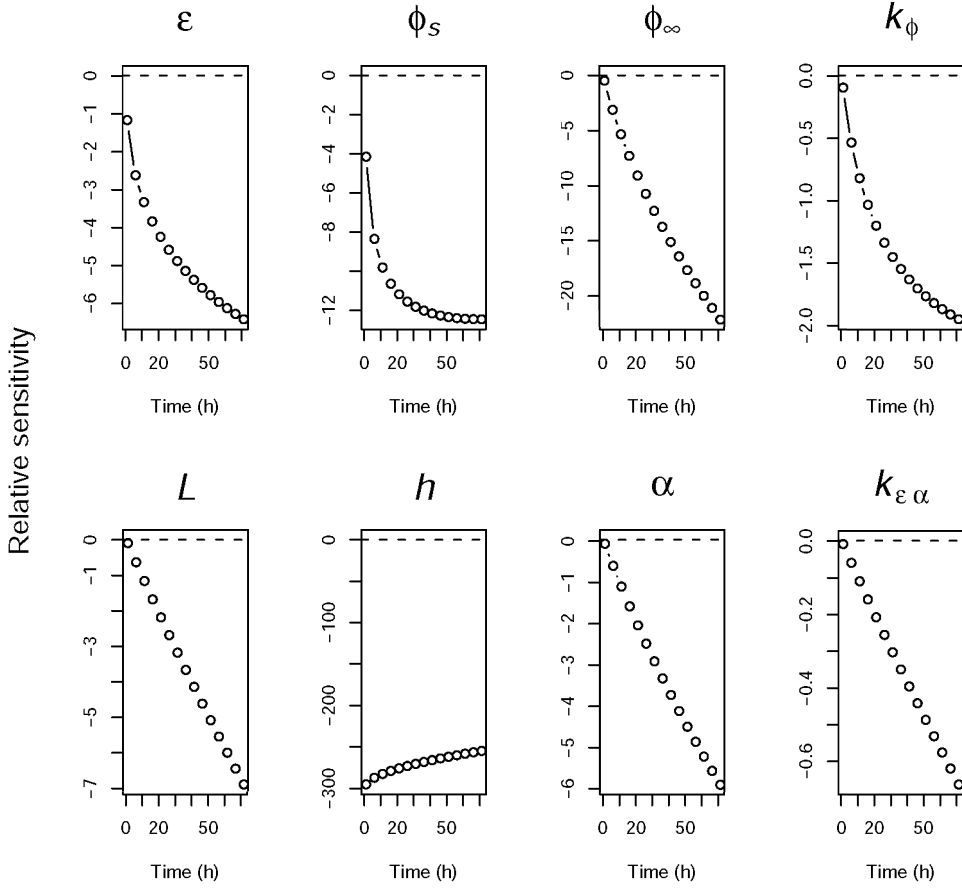 ε
0
−1
−2
−3
−4
−5
−6
0 20 50
Time (h)
ϕs
0
−2
−4
−6
−8
−12
0 20 50
Time (h)
ϕ∞
0
−5
−10
−15
−20
0 20 50
Time (h)
kϕ
0.0
−0.5
−1.0
−1.5
−2.0
0 20 50
Time (h)
Relative sensitivity
L
0
−1
−3
−5
−7
0 20 50
Time (h)
h
0
−100
−200
−300
0 20 50
Time (h)
α
0
−1
−2
−3
−4
−5
−6
0 20 50
Time (h)
kε α
0.0
−0.2
−0.4
−0.6
0 20 50
Time (h)